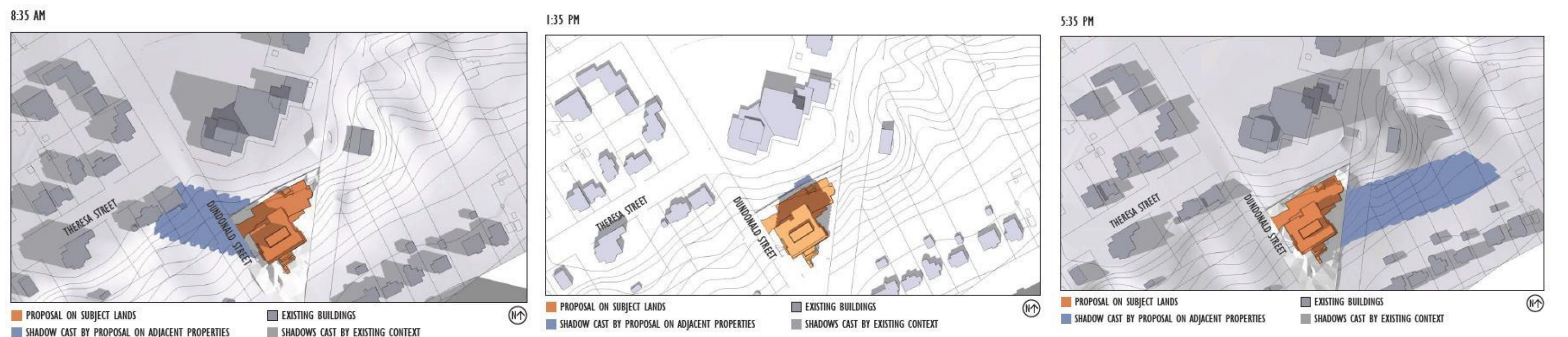 8:35 AM
THERESA STREET
DUNDONALD STREET
PROPOSAL ON SUBJECT LANDS
EXISTING BUILDINGS
SHADOW CAST BY PROPOSAL ON ADJACENT PROPERTIES
SHADOWS CAST BY EXISTING CONTEXT
N
1:35 PM
THERESA STREET
DUNDONALD STREET
PROPOSAL ON SUBJECT LANDS
EXISTING BUILDINGS
SHADOW CAST BY PROPOSAL ON ADJACENT PROPERTIES
SHADOWS CAST BY EXISTING CONTEXT
N
5:35 PM
THERESA STREET
DUNDONALD STREET
PROPOSAL ON SUBJECT LANDS
EXISTING BUILDINGS
SHADOW CAST BY PROPOSAL ON ADJACENT PROPERTIES
SHADOWS CAST BY EXISTING CONTEXT
N